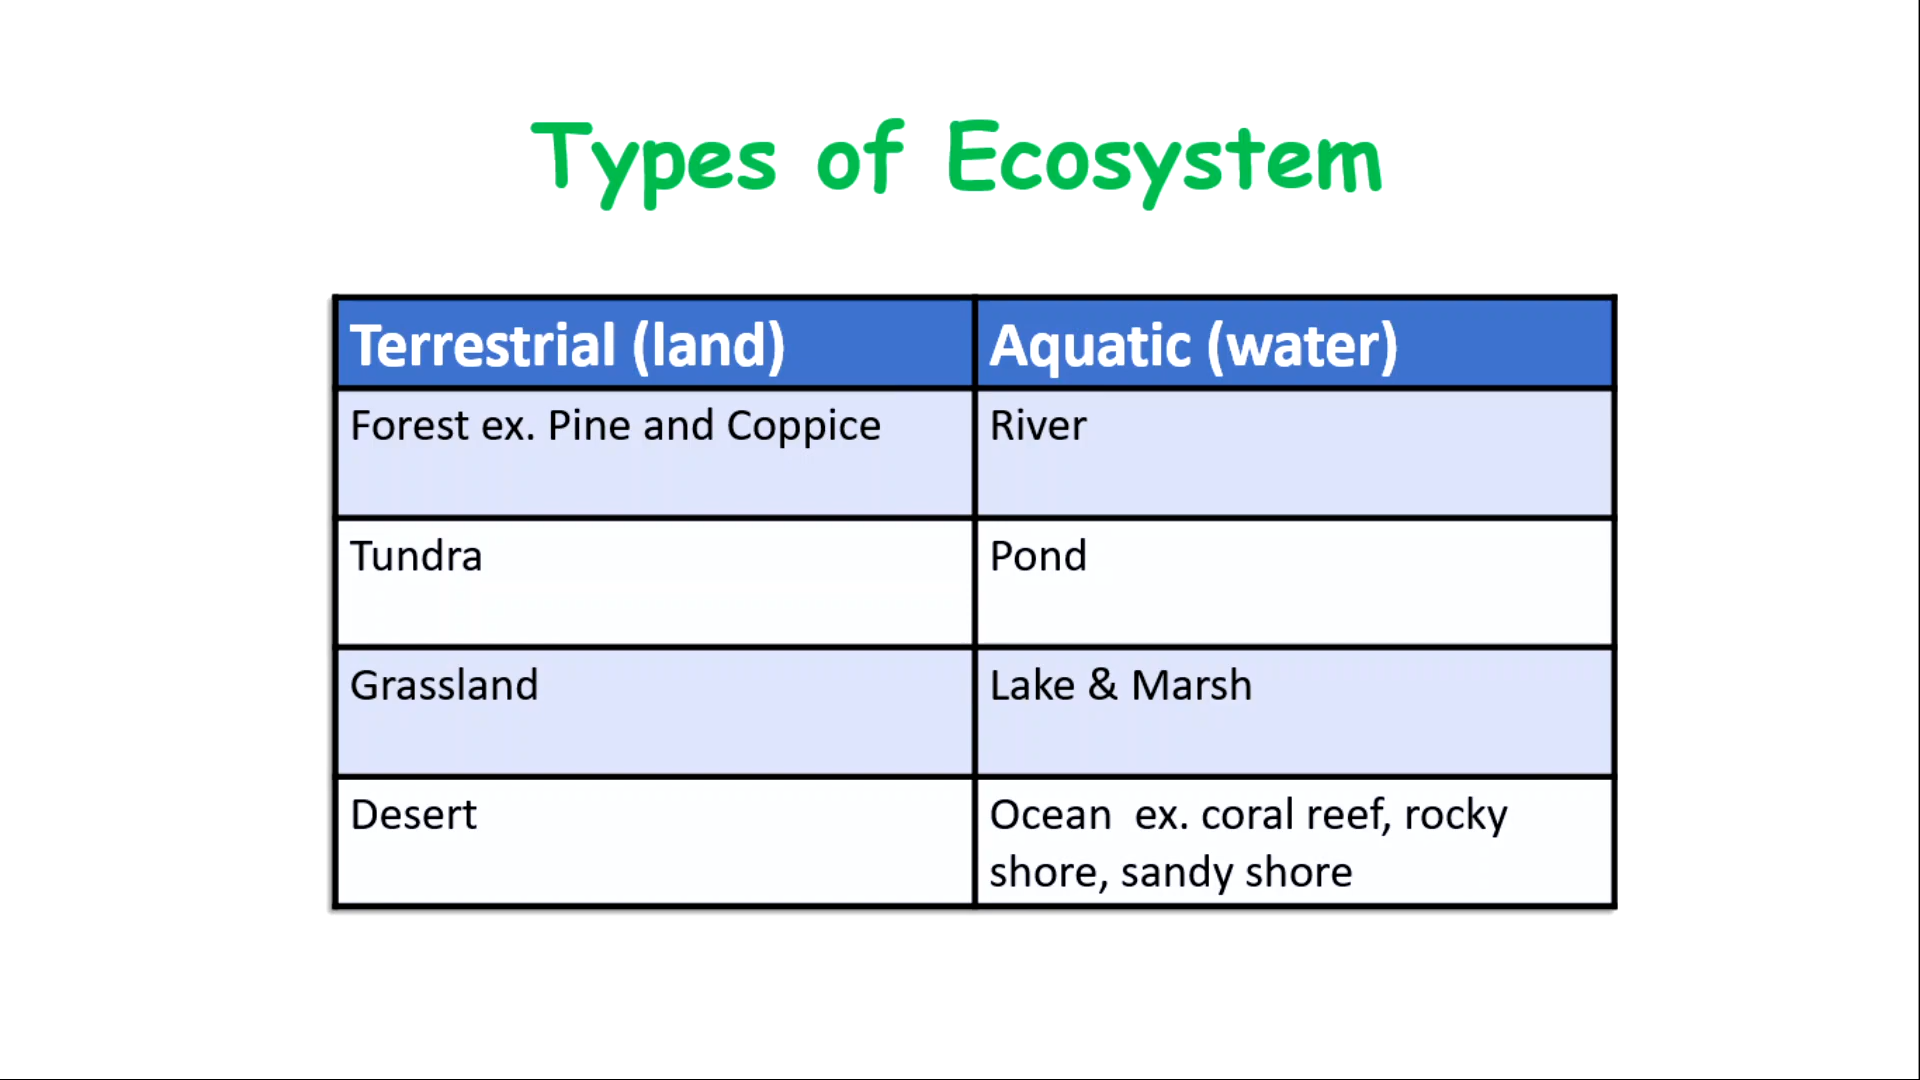 Types of Ecosystem
Terrestrial (land)
Aquatic (water)
Forest ex. Pine and Coppice
River
Tundra
Pond
Grassland
Lake & Marsh
Desert
Ocean  ex. coral reef, rocky
shore, sandy shore